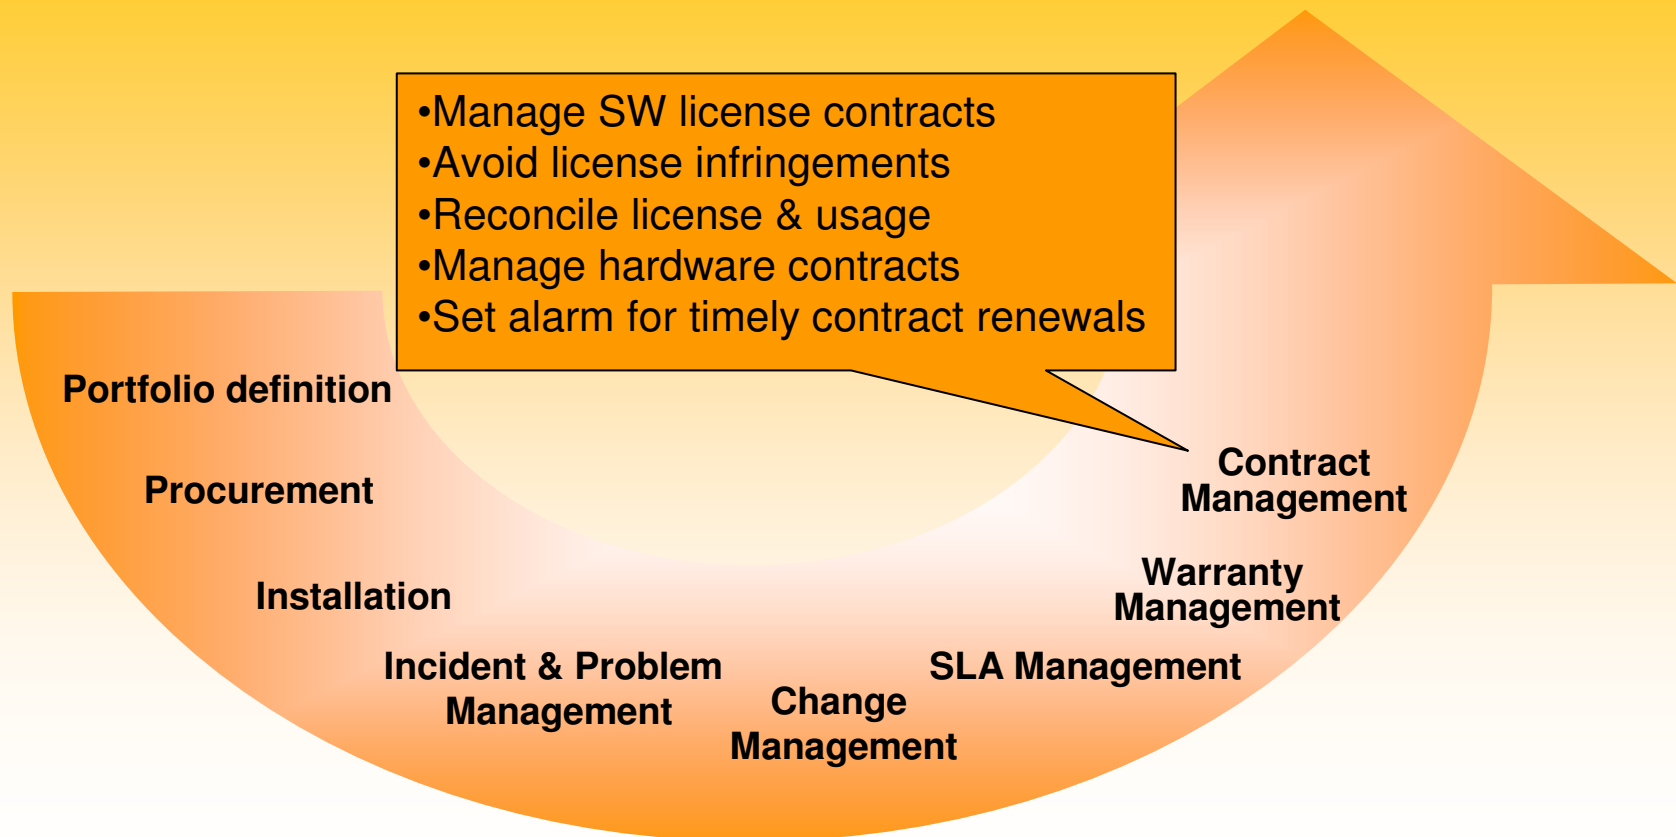 •Manage SW license contracts
•Avoid license infringements
•Reconcile license & usage
•Manage hardware contracts
•Set alarm for timely contract renewals
Portfolio definition
Procurement
Installation
Incident & Problem
Management
Change
Management
SLA Management
Warranty
Management
Contract
Management